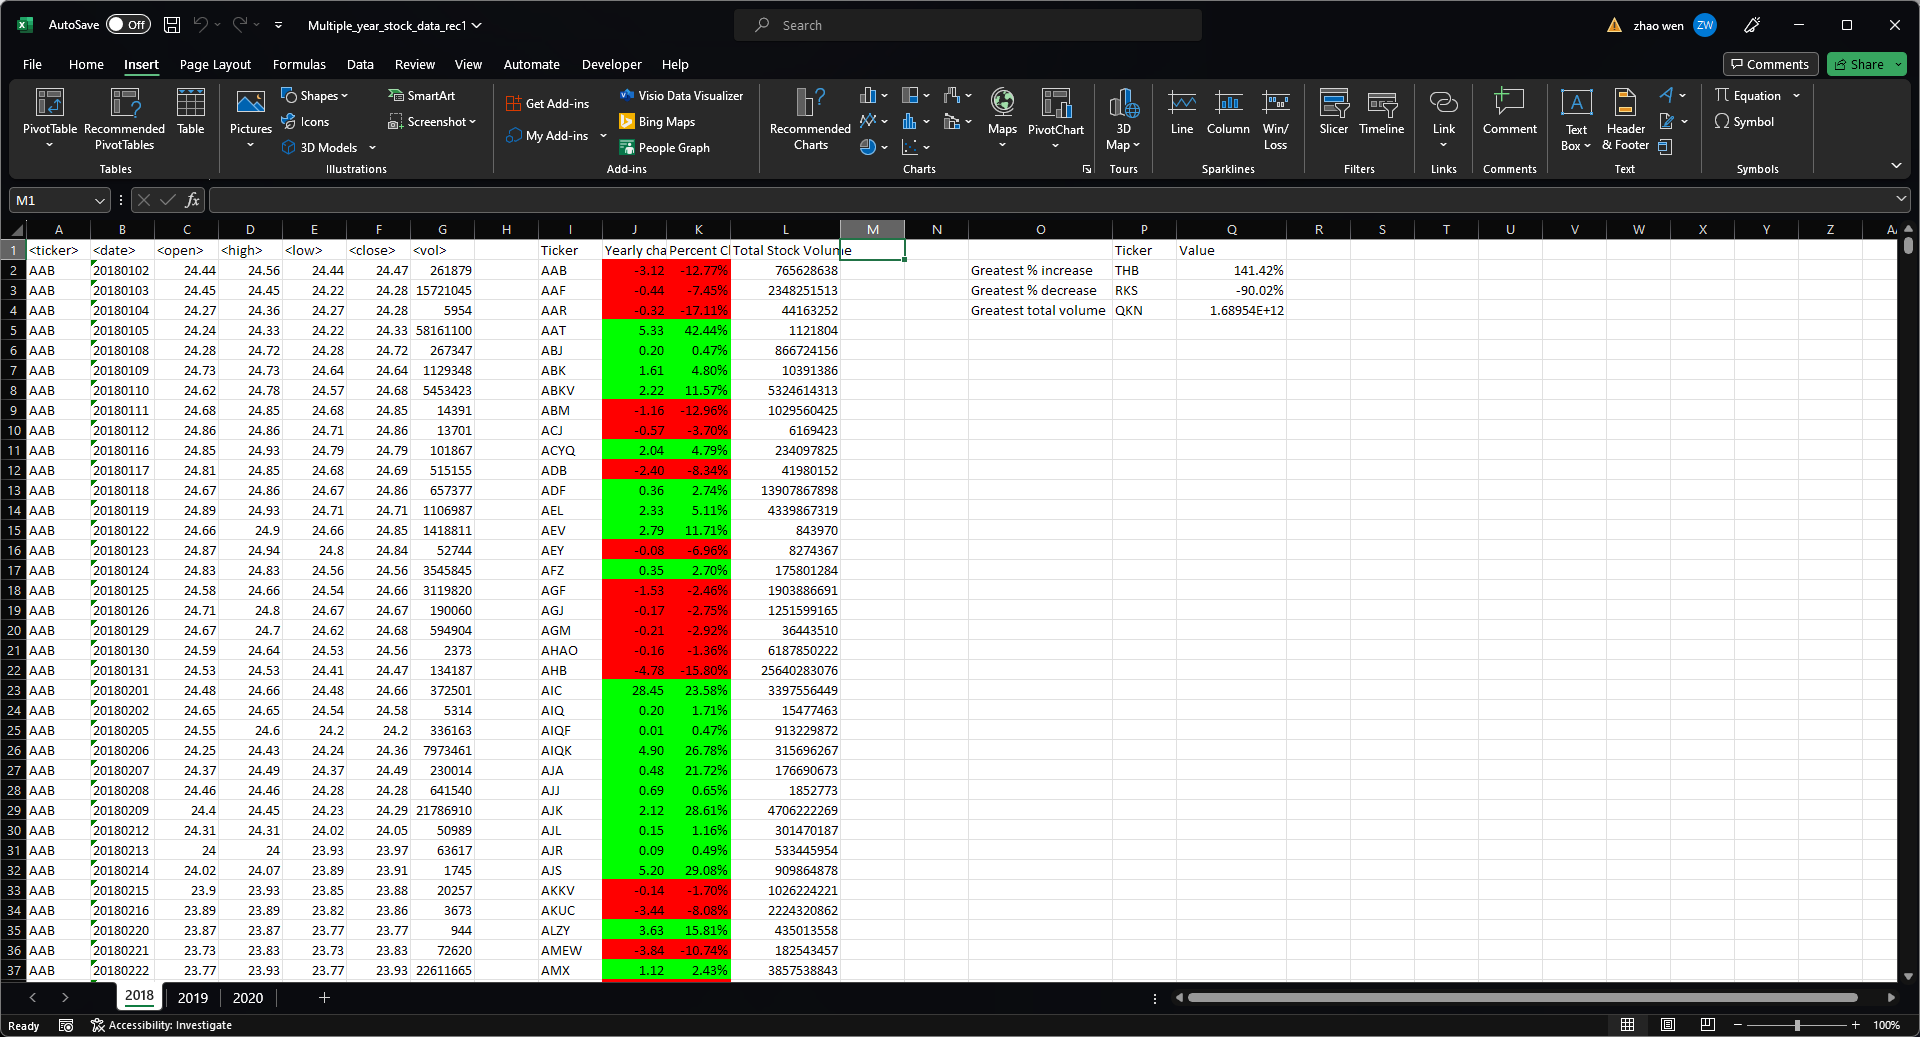 AutoSave Off Multiple_year_stock_data_rec1 Search zhao wen ZW
File Home Insert Page Layout Formulas Data Review View Automate Developer Help Comments Share
PivotTable Recommended PivotTables Table
Tables
Pictures Shapes Icons 3D Models SmartArt Screenshot
Illustrations
Get Add-ins My Add-ins Visio Data Visualizer Bing Maps People Graph
Add-ins
Recommended Charts Maps PivotChart
Charts
3D Map
Tours
Line Column Win/Loss
Sparklines
Slicer Timeline
Filters
Link
Links
Comment
Comments
Text Box Header & Footer
Text
Equation Symbol
Symbols
M1 fx
A B C D E F G H I J K L M N O P Q R S T U V W X Y Z
1 <ticker> <date> <open> <high> <low> <close> <vol> Ticker Yearly cha Percent Cl Total Stock Volume Ticker Value
2 AAB 20180102 24.44 24.56 24.44 24.47 261879 AAB -3.12 -12.77% 765628638 Greatest % increase THB 141.42%
3 AAB 20180103 24.45 24.45 24.22 24.28 15721045 AAF -0.44 -7.45% 2348251513 Greatest % decrease RKS -90.02%
4 AAB 20180104 24.27 24.36 24.27 24.28 5954 AAR -0.32 -17.11% 44163252 Greatest total volume QKN 1.68954E+12
5 AAB 20180105 24.24 24.33 24.22 24.33 58161100 AAT 5.33 42.44% 1121804
6 AAB 20180108 24.28 24.72 24.28 24.72 267347 ABJ 0.20 0.47% 866724156
7 AAB 20180109 24.73 24.73 24.64 24.64 1129348 ABK 1.61 4.80% 10391386
8 AAB 20180110 24.62 24.78 24.57 24.68 5453423 ABKV 2.22 11.57% 5324614313
9 AAB 20180111 24.68 24.85 24.68 24.85 14391 ABM -1.16 -12.96% 1029560425
10 AAB 20180112 24.86 24.86 24.71 24.86 13701 ACJ -0.57 -3.70% 6169423
11 AAB 20180116 24.85 24.93 24.79 24.79 101867 ACYQ 2.04 4.79% 234097825
12 AAB 20180117 24.81 24.85 24.68 24.69 515155 ADB -2.40 -8.34% 41980152
13 AAB 20180118 24.67 24.86 24.67 24.86 657377 ADF 0.36 2.74% 13907867898
14 AAB 20180119 24.89 24.93 24.71 24.71 1106987 AEL 2.33 5.11% 4339867319
15 AAB 20180122 24.66 24.9 24.66 24.85 1418811 AEV 2.79 11.71% 843970
16 AAB 20180123 24.87 24.94 24.8 24.84 52744 AEY -0.08 -6.96% 8274367
17 AAB 20180124 24.83 24.83 24.56 24.56 3545845 AFZ 0.35 2.70% 175801284
18 AAB 20180125 24.58 24.66 24.54 24.66 3119820 AGF -1.53 -2.46% 1903886691
19 AAB 20180126 24.71 24.8 24.67 24.67 190060 AGJ -0.17 -2.75% 1251599165
20 AAB 20180129 24.67 24.7 24.62 24.68 594904 AGM -0.21 -2.92% 36443510
21 AAB 20180130 24.59 24.64 24.53 24.56 2373 AHAO -0.16 -1.36% 6187850222
22 AAB 20180131 24.53 24.53 24.41 24.47 134187 AHB -4.78 -15.80% 25640283076
23 AAB 20180201 24.48 24.66 24.48 24.66 372501 AIC 28.45 23.58% 3397556449
24 AAB 20180202 24.65 24.65 24.54 24.58 5314 AIQ 0.20 1.71% 15477463
25 AAB 20180205 24.55 24.6 24.2 24.2 336163 AIQF 0.01 0.47% 913229872
26 AAB 20180206 24.25 24.43 24.24 24.36 7973461 AIQK 4.90 26.78% 315696267
27 AAB 20180207 24.37 24.49 24.37 24.49 230014 AJA 0.48 21.72% 176690673
28 AAB 20180208 24.46 24.46 24.28 24.28 641540 AJJ 0.69 0.65% 1852773
29 AAB 20180209 24.4 24.45 24.23 24.29 21786910 AJK 2.12 28.61% 4706222269
30 AAB 20180212 24.31 24.31 24.02 24.05 50989 AJL 0.15 1.16% 301470187
31 AAB 20180213 24 24 23.93 23.97 63617 AJR 0.09 0.49% 533445954
32 AAB 20180214 24.02 24.07 23.89 23.91 1745 AJS 5.20 29.08% 909864878
33 AAB 20180215 23.9 23.93 23.85 23.88 20257 AKKV -0.14 -1.70% 1026224221
34 AAB 20180216 23.89 23.89 23.82 23.86 3673 AKUC -3.44 -8.08% 2224320862
35 AAB 20180220 23.87 23.87 23.77 23.77 944 ALZY 3.63 15.81% 435013558
36 AAB 20180221 23.73 23.83 23.73 23.83 72620 AMEW -3.84 -10.74% 182543457
37 AAB 20180222 23.77 23.93 23.77 23.93 22611665 AMX 1.12 2.43% 3857538843
2018 2019 2020
Ready Accessibility: Investigate 100%